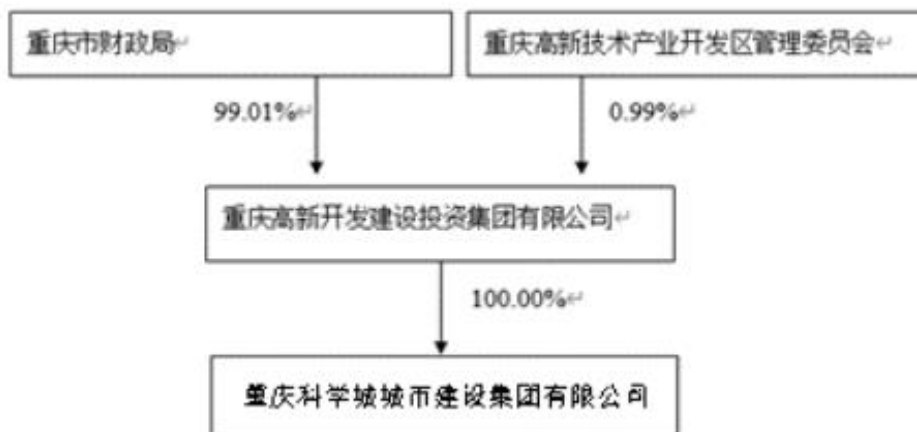 重庆市财政局↵
重庆高新技术产业开发区管理委员会↵
99.01%↵
0.99%↵
重庆高新开发建设投资集团有限公司↵
100.00%↵
重庆科学城城市建设集团有限公司